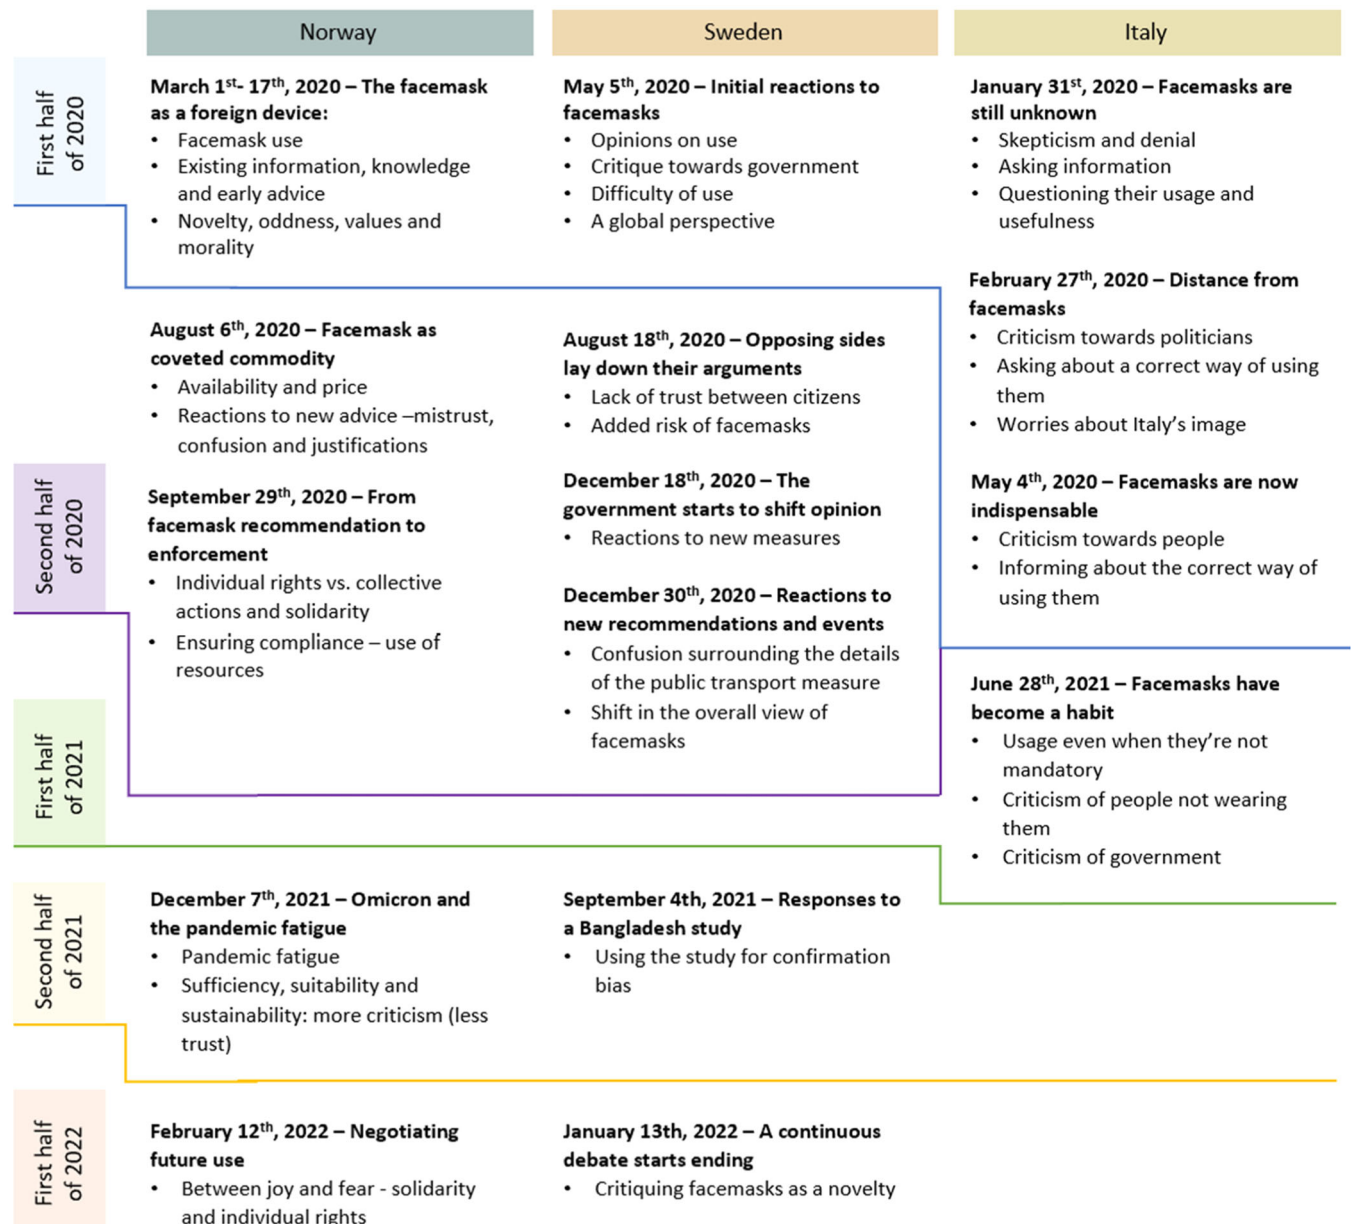 Norway
Sweden
Italy
First half
of 2020
March 1st- 17th, 2020 – The facemask
as a foreign device:
• Facemask use
• Existing information, knowledge
and early advice
• Novelty, oddness, values and
morality
May 5th, 2020 – Initial reactions to
facemasks
• Opinions on use
• Critique towards government
• Difficulty of use
• A global perspective
January 31st, 2020 – Facemasks are
still unknown
• Skepticism and denial
• Asking information
• Questioning their usage and
usefulness
February 27th, 2020 – Distance from
facemasks
• Criticism towards politicians
• Asking about a correct way of using
them
• Worries about Italy’s image
May 4th, 2020 – Facemasks are now
indispensable
• Criticism towards people
• Informing about the correct way of
using them
Second half
of 2020
August 6th, 2020 – Facemask as
coveted commodity
• Availability and price
• Reactions to new advice –mistrust,
confusion and justifications
September 29th, 2020 – From
facemask recommendation to
enforcement
• Individual rights vs. collective
actions and solidarity
• Ensuring compliance – use of
resources
August 18th, 2020 – Opposing sides
lay down their arguments
• Lack of trust between citizens
• Added risk of facemasks
December 18th, 2020 – The
government starts to shift opinion
• Reactions to new measures
December 30th, 2020 – Reactions to
new recommendations and events
• Confusion surrounding the details
of the public transport measure
• Shift in the overall view of
facemasks
First half
of 2021
June 28th, 2021 – Facemasks have
become a habit
• Usage even when they’re not
mandatory
• Criticism of people not wearing
them
• Criticism of government
Second half
of 2021
December 7th, 2021 – Omicron and
the pandemic fatigue
• Pandemic fatigue
• Sufficiency, suitability and
sustainability: more criticism (less
trust)
September 4th, 2021 – Responses to
a Bangladesh study
• Using the study for confirmation
bias
First half
of 2022
February 12th, 2022 – Negotiating
future use
• Between joy and fear - solidarity
and individual rights
January 13th, 2022 – A continuous
debate starts ending
• Critiquing facemasks as a novelty